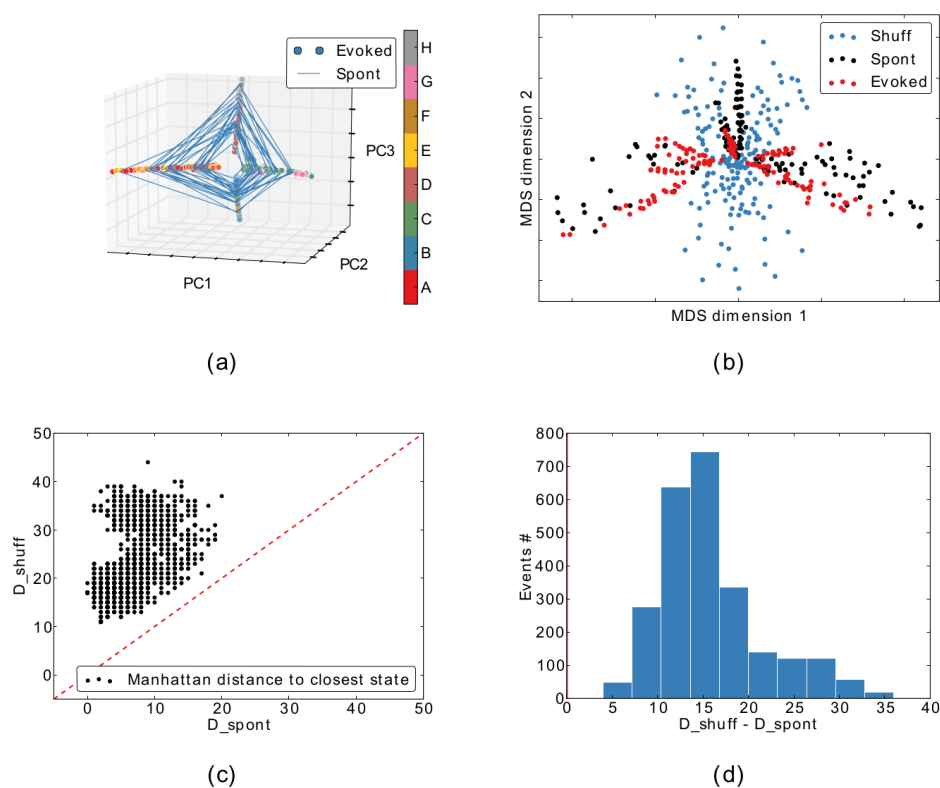 Evoked
Spont
H
G
F
E
D
C
B
A
PC3
PC2
PC1
(a)
Shuff
Spont
Evoked
MDS dimension 2
MDS dimension 1
(b)
50
40
30
20
10
0
D_shuff
Manhattan distance to closest state
0 10 20 30 40 50
D_spont
(c)
800
700
600
500
400
300
200
100
0
Events #
0 5 10 15 20 25 30 35 40
D_shuff - D_spont
(d)